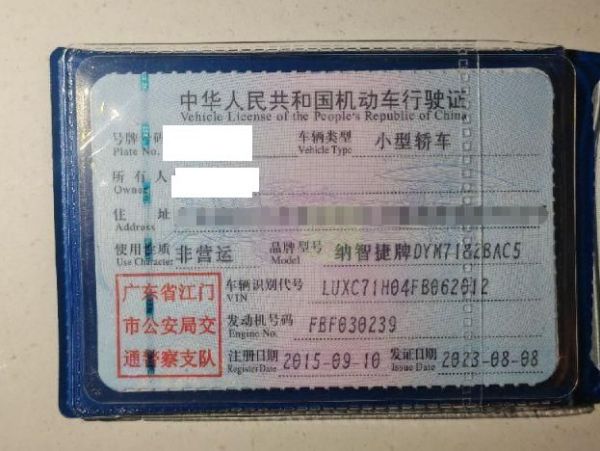 中华人民共和国机动车行驶证
Vehicle License of the People's Republic of China
号牌 码 车辆类型 小型轿车
Plate No. Vehicle Type
所有人
Owner
住址
Address
使用性质 非营运 品牌型号 纳智捷牌DYM7182BAC5
Use Character Model
广东省江门
市公安局交
通警察支队
车辆识别代号 LUXC71H04FB062012
VIN
发动机号码 FBF030239
Engine No.
注册日期 2015-09-10 发证日期 2023-08-08
Register Date Issue Date